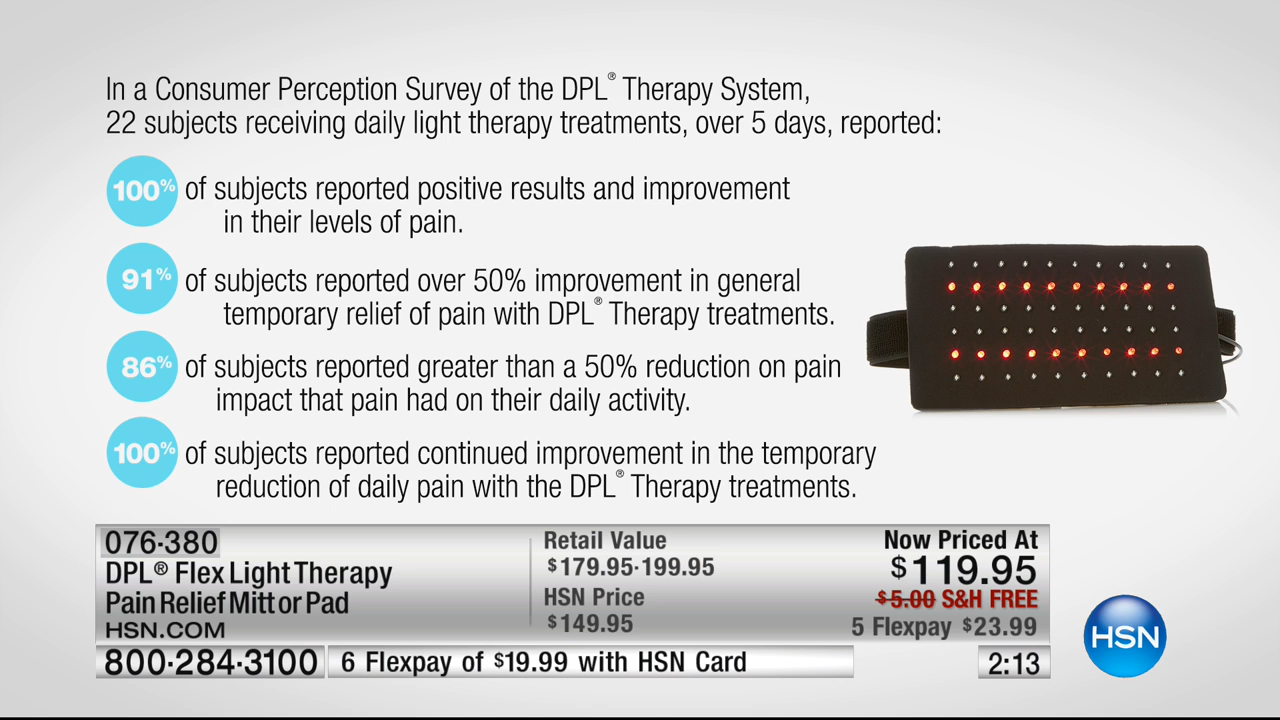 In a Consumer Perception Survey of the DPL® Therapy System,
22 subjects receiving daily light therapy treatments, over 5 days, reported:
100% of subjects reported positive results and improvement
in their levels of pain.
91% of subjects reported over 50% improvement in general
temporary relief of pain with DPL® Therapy treatments.
86% of subjects reported greater than a 50% reduction on pain
impact that pain had on their daily activity.
100% of subjects reported continued improvement in the temporary
reduction of daily pain with the DPL® Therapy treatments.
076-380
DPL® Flex Light Therapy
Pain Relief Mitt or Pad
HSN.COM
Retail Value
$179.95-199.95
HSN Price
$149.95
Now Priced At
$119.95
$5.00 S&H FREE
5 Flexpay $23.99
800-284-3100
6 Flexpay of $19.99 with HSN Card
2:13
HSN